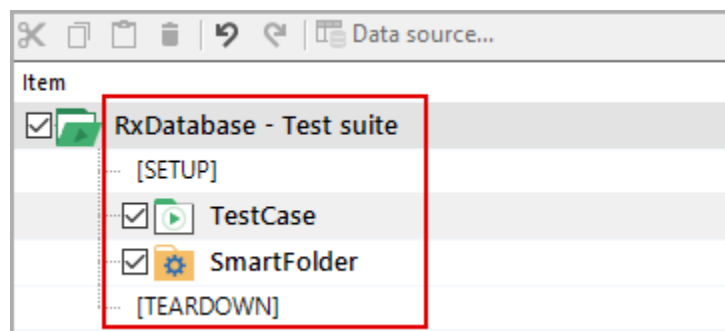 Data source...
Item
RxDatabase - Test suite
[SETUP]
TestCase
SmartFolder
[TEARDOWN]